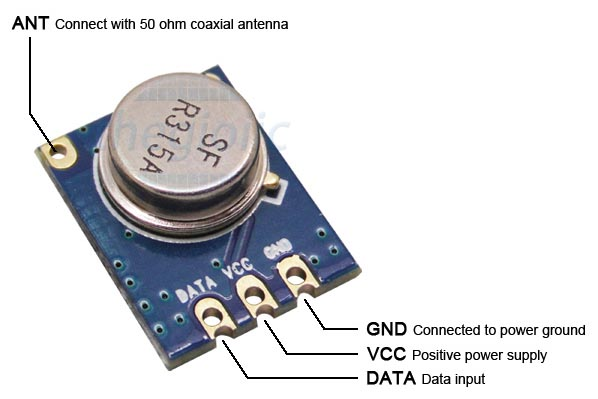 ANT Connect with 50 ohm coaxial antenna
SF
R315A
DATA VCC GND
GND Connected to power ground
VCC Positive power supply
DATA Data input